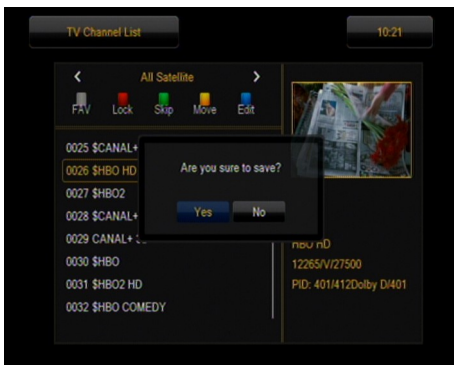 TV Channel List
10:21
All Satellite
FAV Lock Skip Move Edit
0025 $CANAL+
0026 $HBO HD
0027 $HBO2
0028 $CANAL+
0029 CANAL+
0030 $HBO
0031 $HBO2 HD
0032 $HBO COMEDY
Are you sure to save?
Yes No
HBO HD
12265/V/27500
PID: 401/412Dolby D/401